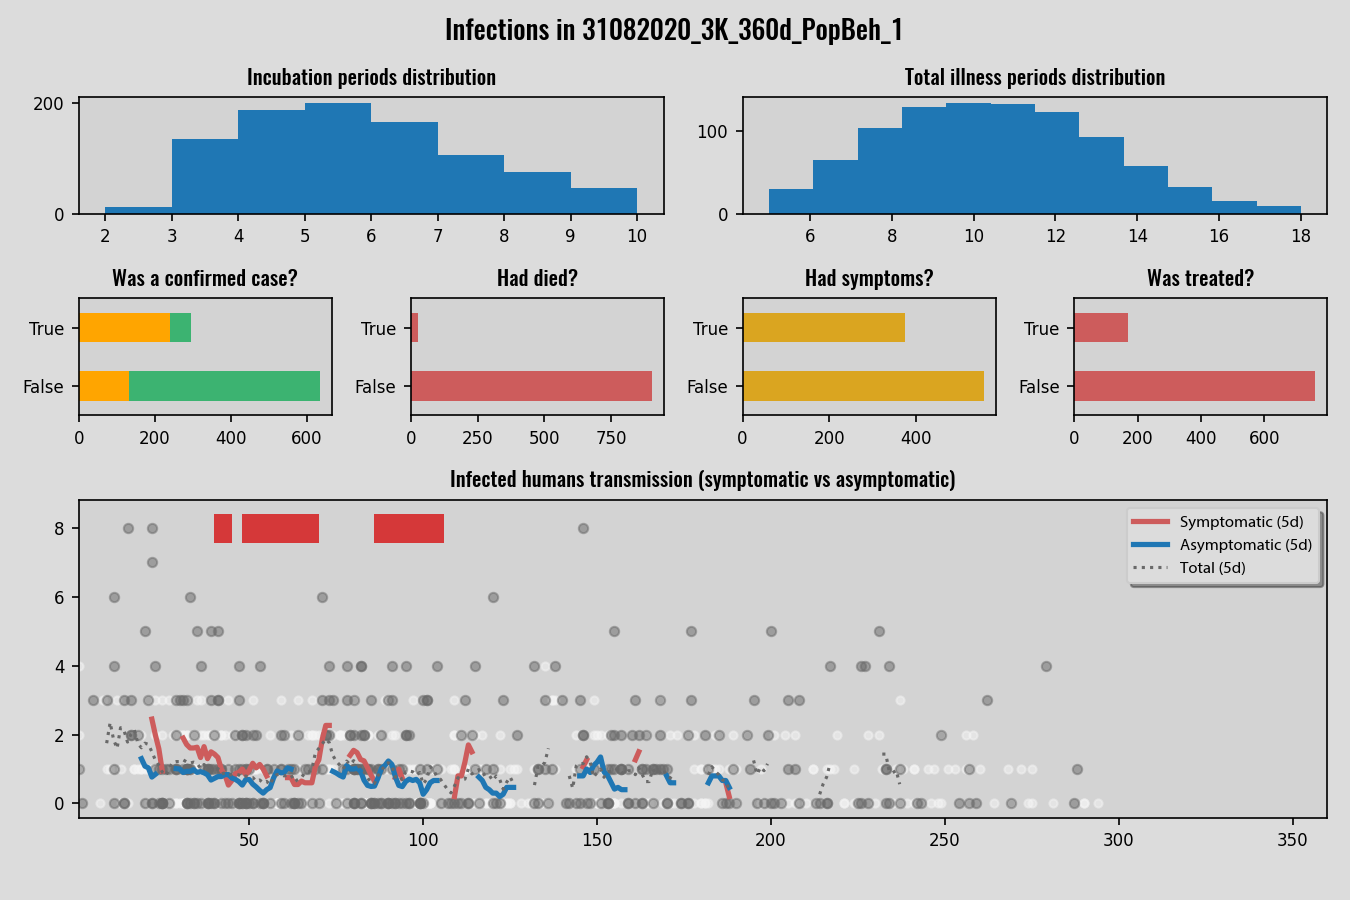 Infections in 31082020_3K_360d_PopBeh_1
Incubation periods distribution
Total illness periods distribution
200
0
2 3 4 5 6 7 8 9 10
100
0
6 8 10 12 14 16 18
Was a confirmed case?
Had died?
Had symptoms?
Was treated?
True
False
0 200 400 600
True
False
0 250 500 750
True
False
0 200 400
True
False
0 200 400 600
Infected humans transmission (symptomatic vs asymptomatic)
8
6
4
2
0
Symptomatic (5d)
Asymptomatic (5d)
Total (5d)
50 100 150 200 250 300 350